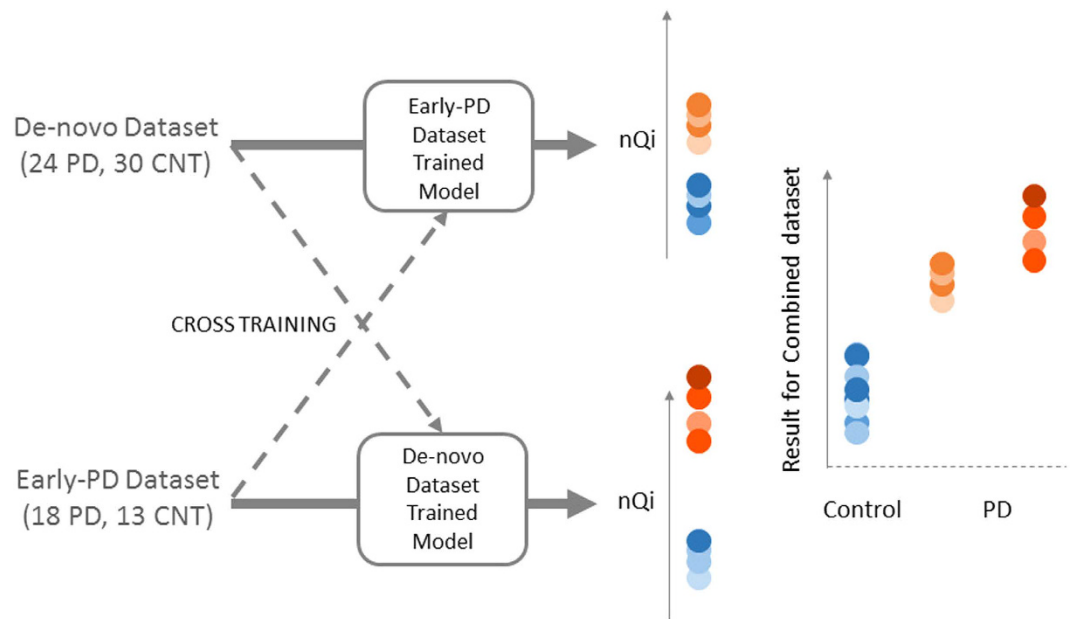 De-novo Dataset
(24 PD, 30 CNT)
Early-PD
Dataset
Trained
Model
nQi
CROSS TRAINING
Early-PD Dataset
(18 PD, 13 CNT)
De-novo
Dataset
Trained
Model
nQi
Result for Combined dataset
Control
PD